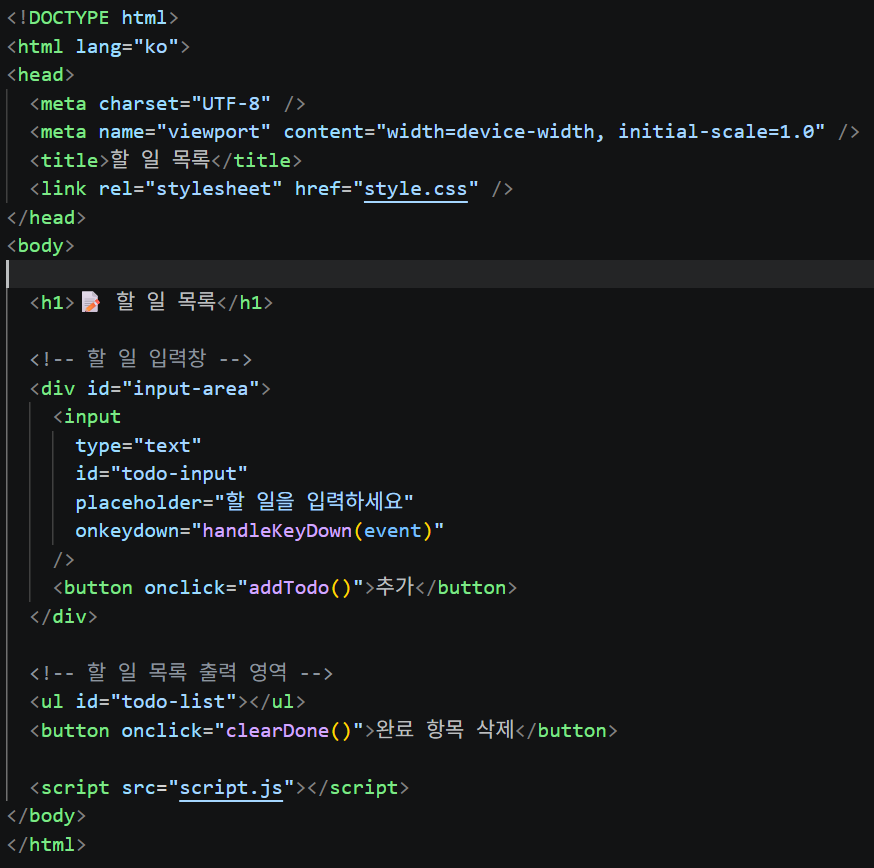 <!DOCTYPE html>
<html lang="ko">
<head>
  <meta charset="UTF-8" />
  <meta name="viewport" content="width=device-width, initial-scale=1.0" />
  <title>할 일 목록</title>
  <link rel="stylesheet" href="style.css" />
</head>
<body>

  <h1>📝 할 일 목록</h1>

  <!-- 할 일 입력창 -->
  <div id="input-area">
    <input
      type="text"
      id="todo-input"
      placeholder="할 일을 입력하세요"
      onkeydown="handleKeyDown(event)"
    />
    <button onclick="addTodo()">추가</button>
  </div>

  <!-- 할 일 목록 출력 영역 -->
  <ul id="todo-list"></ul>
  <button onclick="clearDone()">완료 항목 삭제</button>

  <script src="script.js"></script>
</body>
</html>